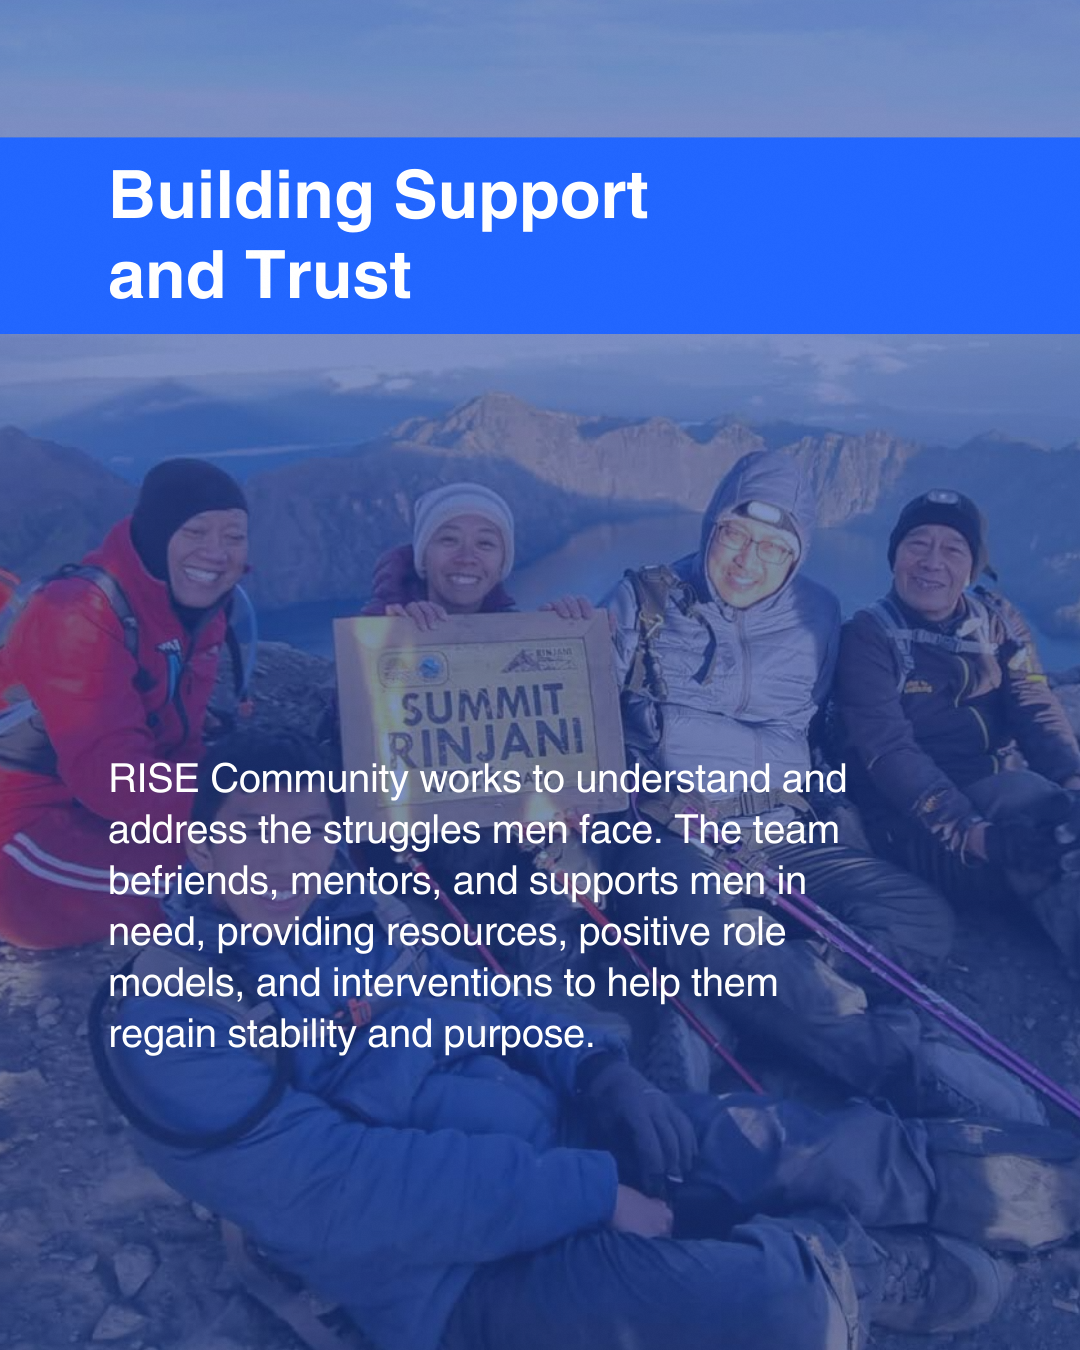 Building Support
and Trust
RINJANI
SUMMIT
RINJANI
RISE Community works to understand and
address the struggles men face. The team
befriends, mentors, and supports men in
need, providing resources, positive role
models, and interventions to help them
regain stability and purpose.